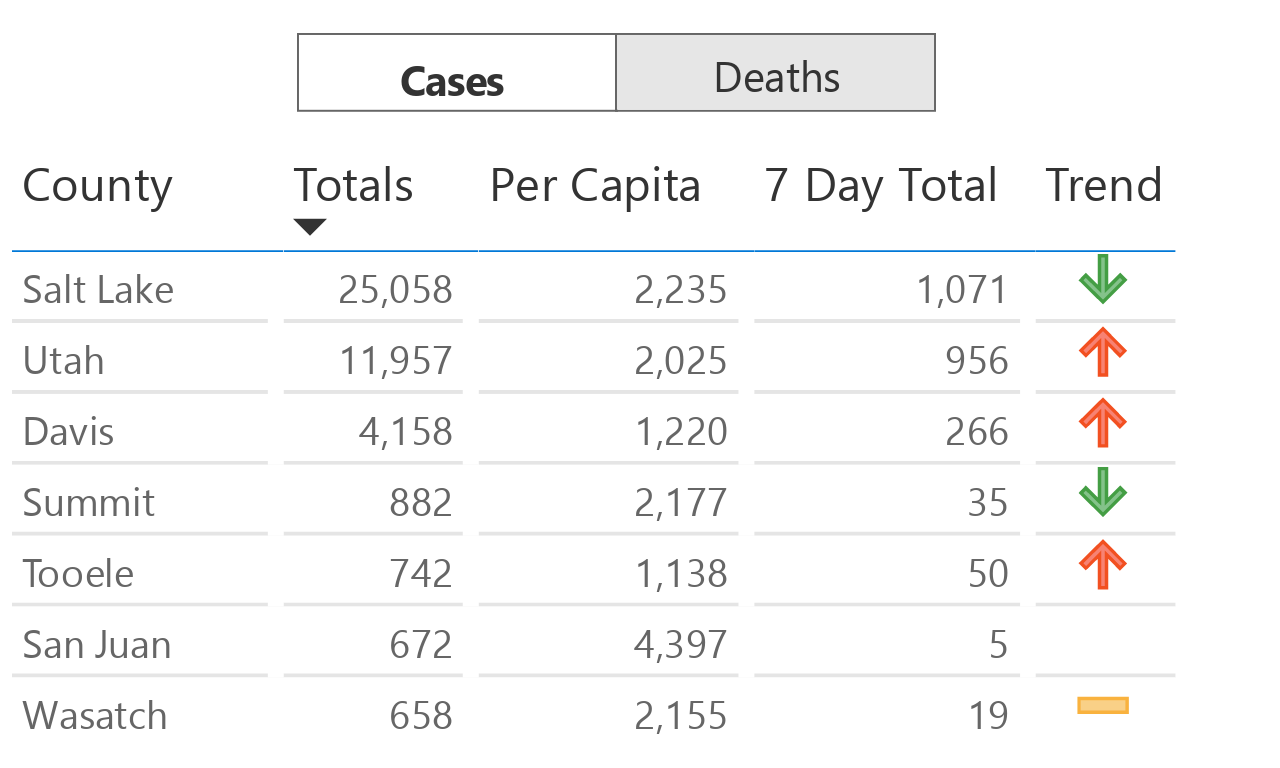 Cases Deaths
County Totals Per Capita 7 Day Total Trend
Salt Lake 25,058 2,235 1,071
Utah 11,957 2,025 956
Davis 4,158 1,220 266
Summit 882 2,177 35
Tooele 742 1,138 50
San Juan 672 4,397 5
Wasatch 658 2,155 19